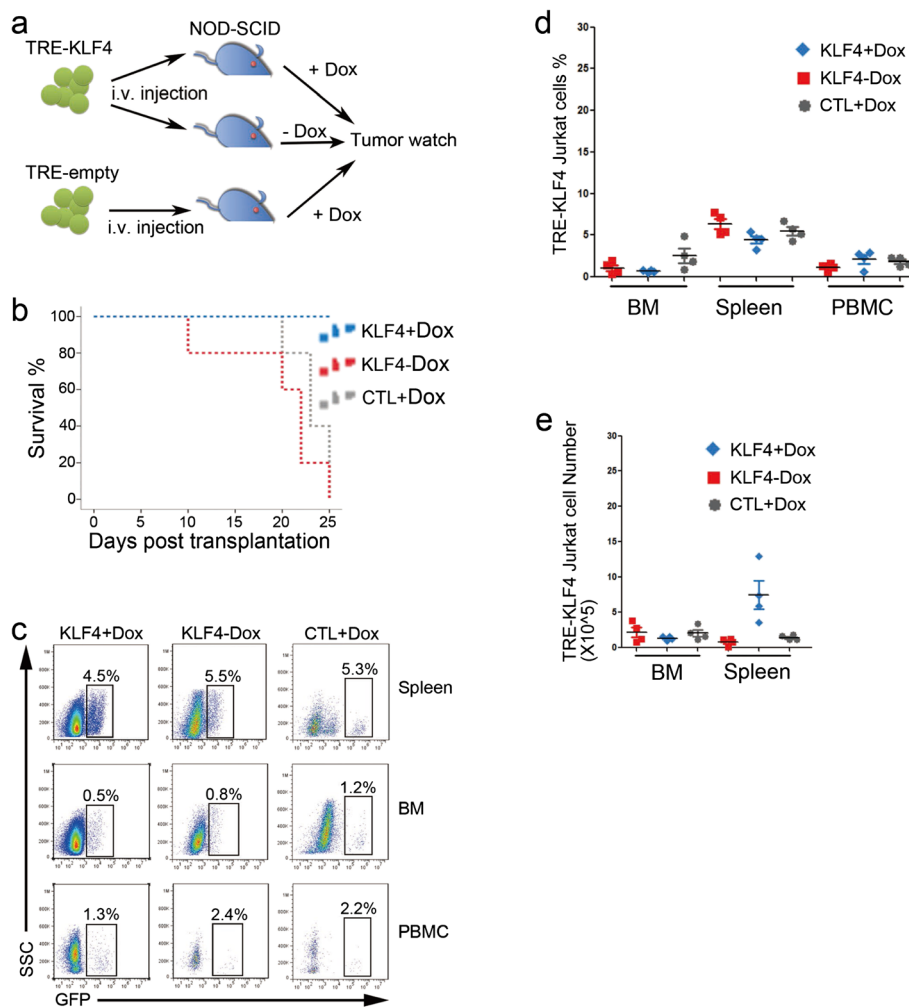 a
NOD-SCID
TRE-KLF4
+ Dox
i.v. injection
- Dox
Tumor watch
TRE-empty
+ Dox
i.v. injection
b
100
80
60
40
20
0
Survival %
0 5 10 15 20 25
Days post transplantation
KLF4+Dox
KLF4-Dox
CTL+Dox
c
KLF4+Dox KLF4-Dox CTL+Dox
4.5% 5.5% 5.3%
Spleen
0.5% 0.8% 1.2%
BM
1.3% 2.4% 2.2%
PBMC
SSC
GFP
d
TRE-KLF4 Jurkat cells %
30
25
20
15
10
5
0
KLF4+Dox
KLF4-Dox
CTL+Dox
BM Spleen PBMC
e
TRE-KLF4 Jurkat cell Number
(X10^5)
30
25
20
15
10
5
0
KLF4+Dox
KLF4-Dox
CTL+Dox
BM Spleen